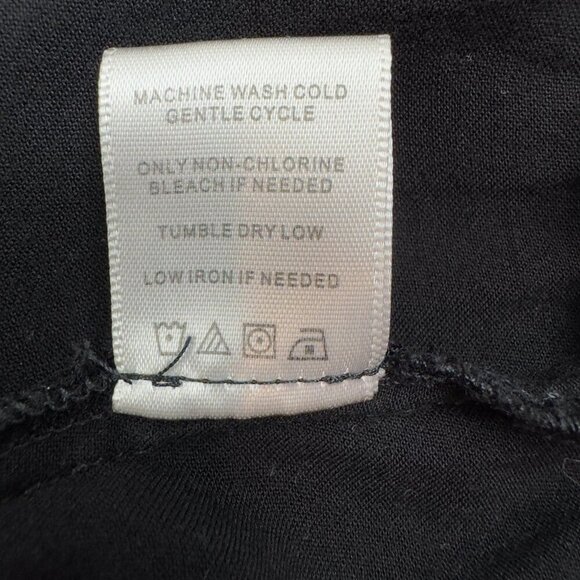 MACHINE WASH COLD
GENTLE CYCLE
ONLY NON-CHLORINE
BLEACH IF NEEDED
TUMBLE DRY LOW
LOW IRON IF NEEDED